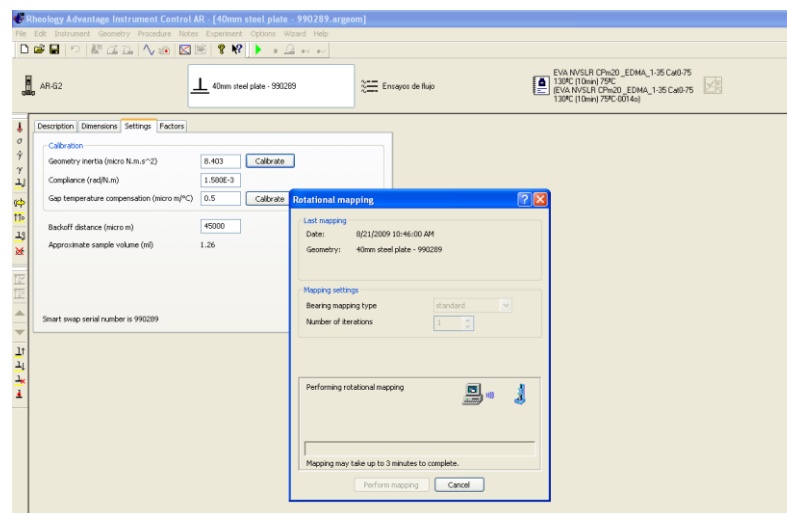 Rheology Advantage Instrument Control AR - [40mm steel plate - 990289.argeom]
File Edit Instrument Geometry Procedure Notes Experiment Options Window Help
AR-G2
40mm steel plate - 990289
Ensayos de flujo
EVA NVSLR CPm20 _EDMA_1-35 Cat0-75
130ºC (10min) 75ºC
(EVA NVSLR CPm20 _EDMA_1-35 Cat0-75
130ºC (10min) 75ºC-0014o)
Description Dimensions Settings Factors
Calibration
Geometry inertia (micro N.m.s^2) 8.403 Calibrate
Compliance (rad/N.m) 1.580E-3
Gap temperature compensation (micro m/ºC) 0.5 Calibrate
Backoff distance (micro m) 45000
Approximate sample volume (ml) 1.26
Smart swap serial number is 990289
Rotational mapping
Last mapping
Date: 8/21/2009 10:46:00 AM
Geometry: 40mm steel plate - 990289
Mapping settings
Bearing mapping type standard
Number of iterations 1
Performing rotational mapping
Mapping may take up to 3 minutes to complete.
Perform mapping Cancel